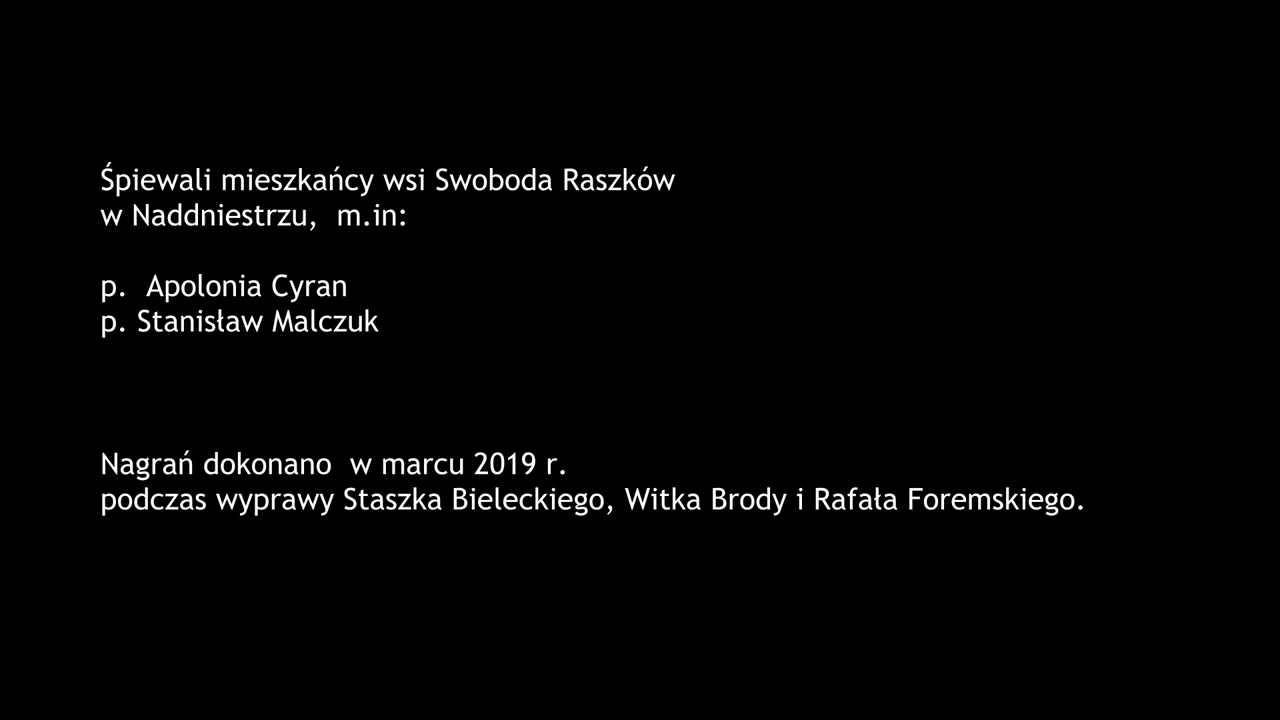 Śpiewali mieszkańcy wsi Swoboda Raszków
w Naddniestrzu,  m.in:
p.  Apolonia Cyran
p. Stanisław Malczuk
Nagrań dokonano  w marcu 2019 r.
podczas wyprawy Staszka Bieleckiego, Witka Brody i Rafała Foremskiego.